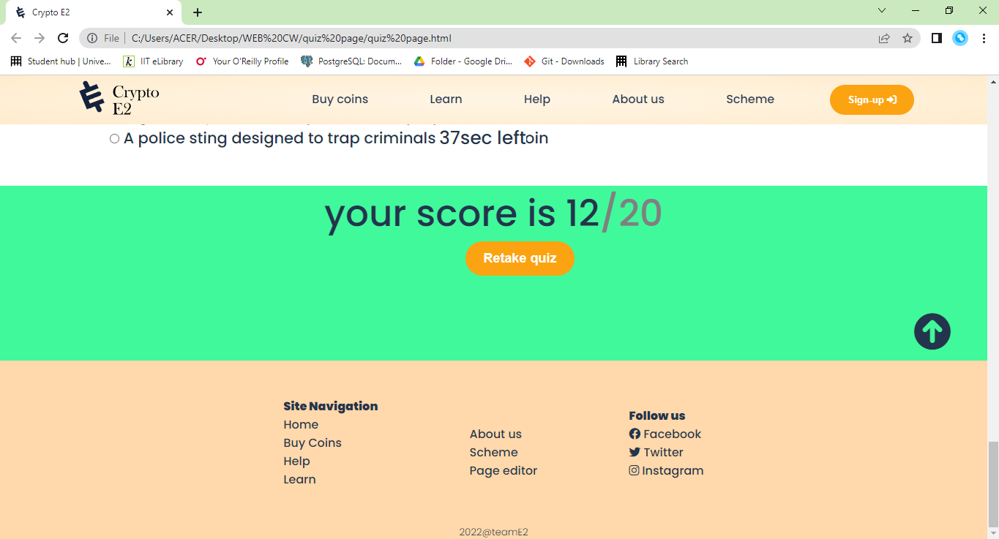 Crypto E2
File C:/Users/ACER/Desktop/WEB%20CW/quiz%20page/quiz%20page.html
Student hub | Unive... IIT eLibrary Your O'Reilly Profile PostgreSQL: Docum... Folder - Google Dri... Git - Downloads Library Search
Crypto
E2
Buy coins Learn Help About us Scheme Sign-up
A police sting designed to trap criminals 37sec left oin
your score is 12/20
Retake quiz
Site Navigation
Home
Buy Coins
Help
Learn
About us
Scheme
Page editor
Follow us
Facebook
Twitter
Instagram
2022@teamE2